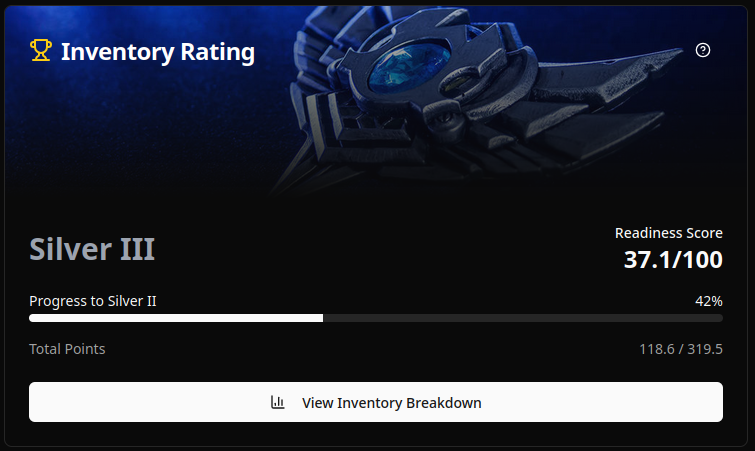 Inventory Rating
Silver III
Readiness Score
37.1/100
Progress to Silver II
42%
Total Points
118.6 / 319.5
View Inventory Breakdown